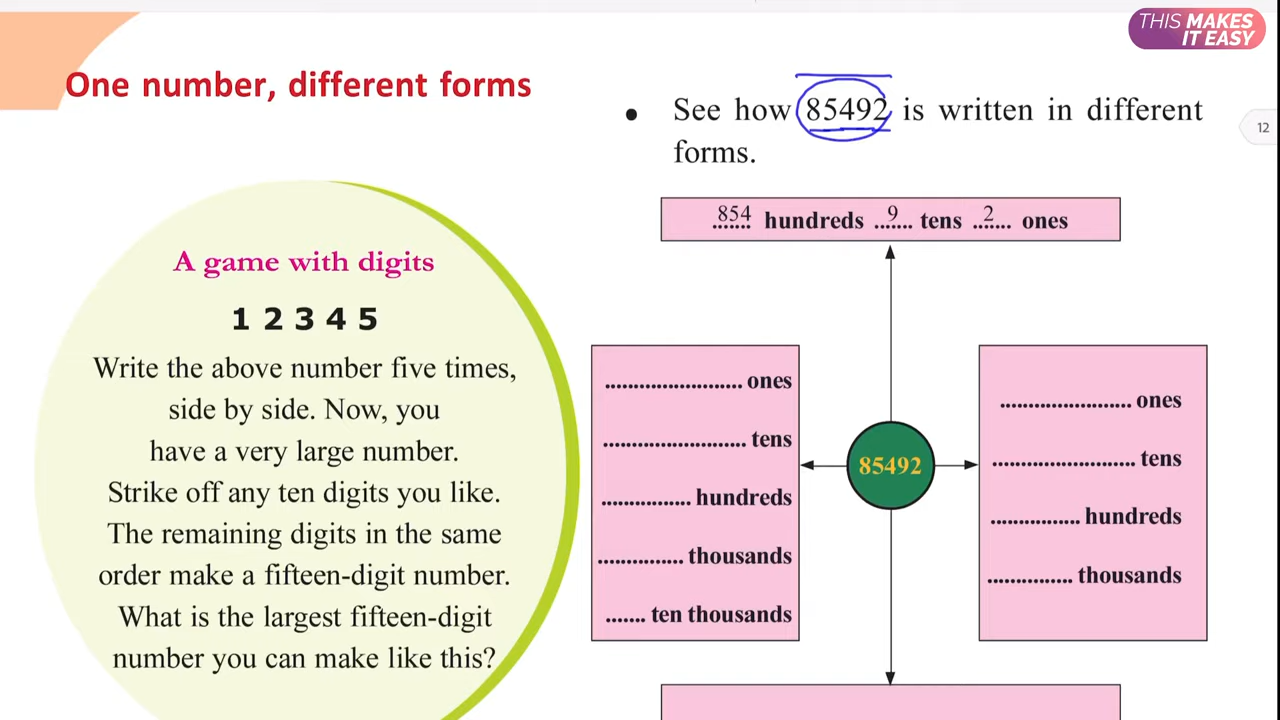 THIS MAKES
IT EASY
One number, different forms
• See how 85492 is written in different
forms.
12
854 hundreds 9 tens 2 ones
A game with digits
1 2 3 4 5
Write the above number five times,
side by side. Now, you
have a very large number.
Strike off any ten digits you like.
The remaining digits in the same
order make a fifteen-digit number.
What is the largest fifteen-digit
number you can make like this?
........................ ones
......................... tens
................ hundreds
............... thousands
....... ten thousands
85492
....................... ones
......................... tens
................ hundreds
............... thousands